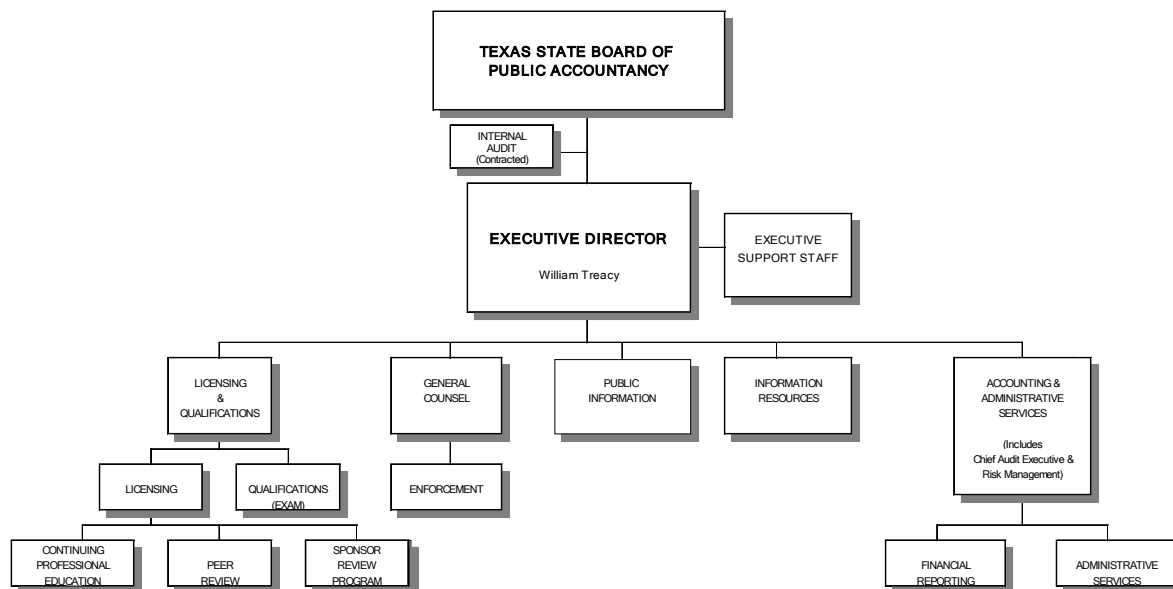 TEXAS STATE BOARD OF
PUBLIC ACCOUNTANCY
INTERNAL
AUDIT
(Contracted)
EXECUTIVE DIRECTOR
William Treacy
EXECUTIVE
SUPPORT STAFF
LICENSING
&
QUALIFICATIONS
GENERAL
COUNSEL
PUBLIC
INFORMATION
INFORMATION
RESOURCES
ACCOUNTING &
ADMINISTRATIVE
SERVICES
(Includes
Chief Audit Executive &
Risk Management)
LICENSING
QUALIFICATIONS
(EXAM)
ENFORCEMENT
CONTINUING
PROFESSIONAL
EDUCATION
PEER
REVIEW
SPONSOR
REVIEW
PROGRAM
FINANCIAL
REPORTING
ADMINISTRATIVE
SERVICES